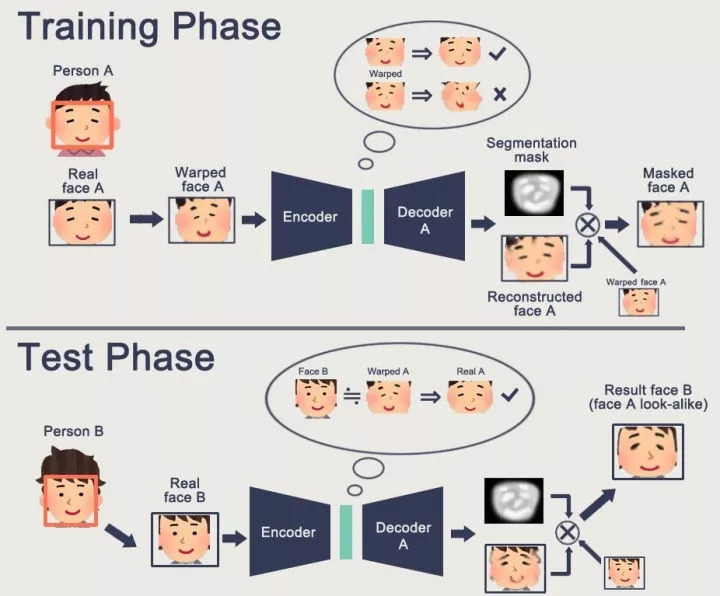 Training Phase
Person A
Warped
Real
face A
Warped
face A
Encoder
Decoder
A
Segmentation
mask
Reconstructed
face A
Masked
face A
Warped face A
Test Phase
Face B
Warped A
Real A
Person B
Real
face B
Encoder
Decoder
A
Result face B
(face A look-alike)